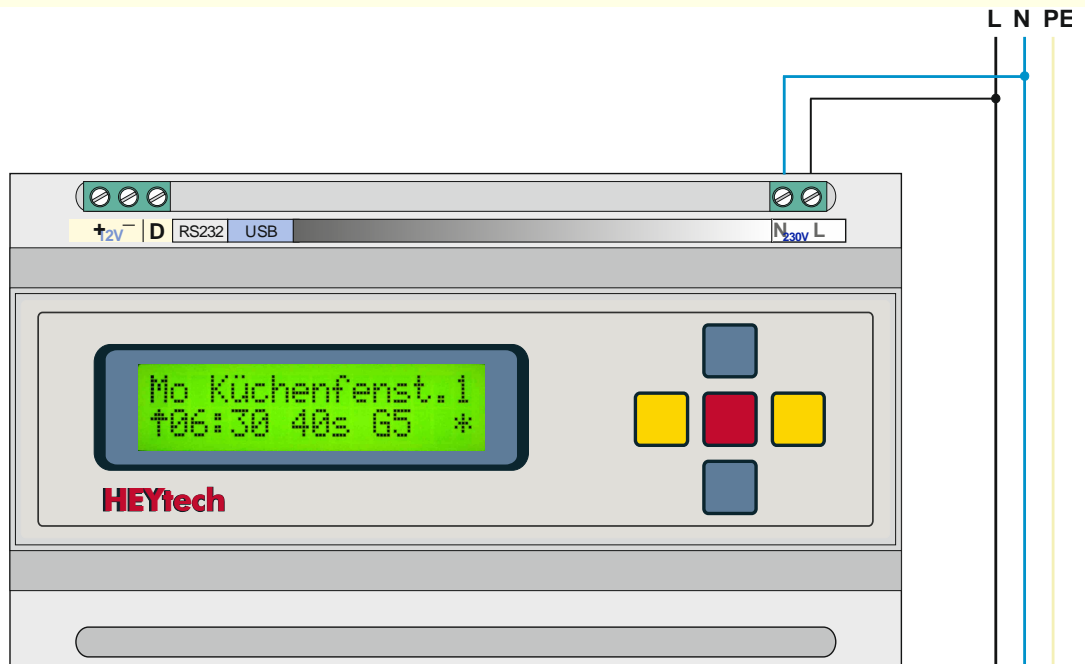 L N PE
+ 12V − D RS232 USB N 230V L
Mo Küchenfenst.1
↑06:30 40s G5 *
HEYtech